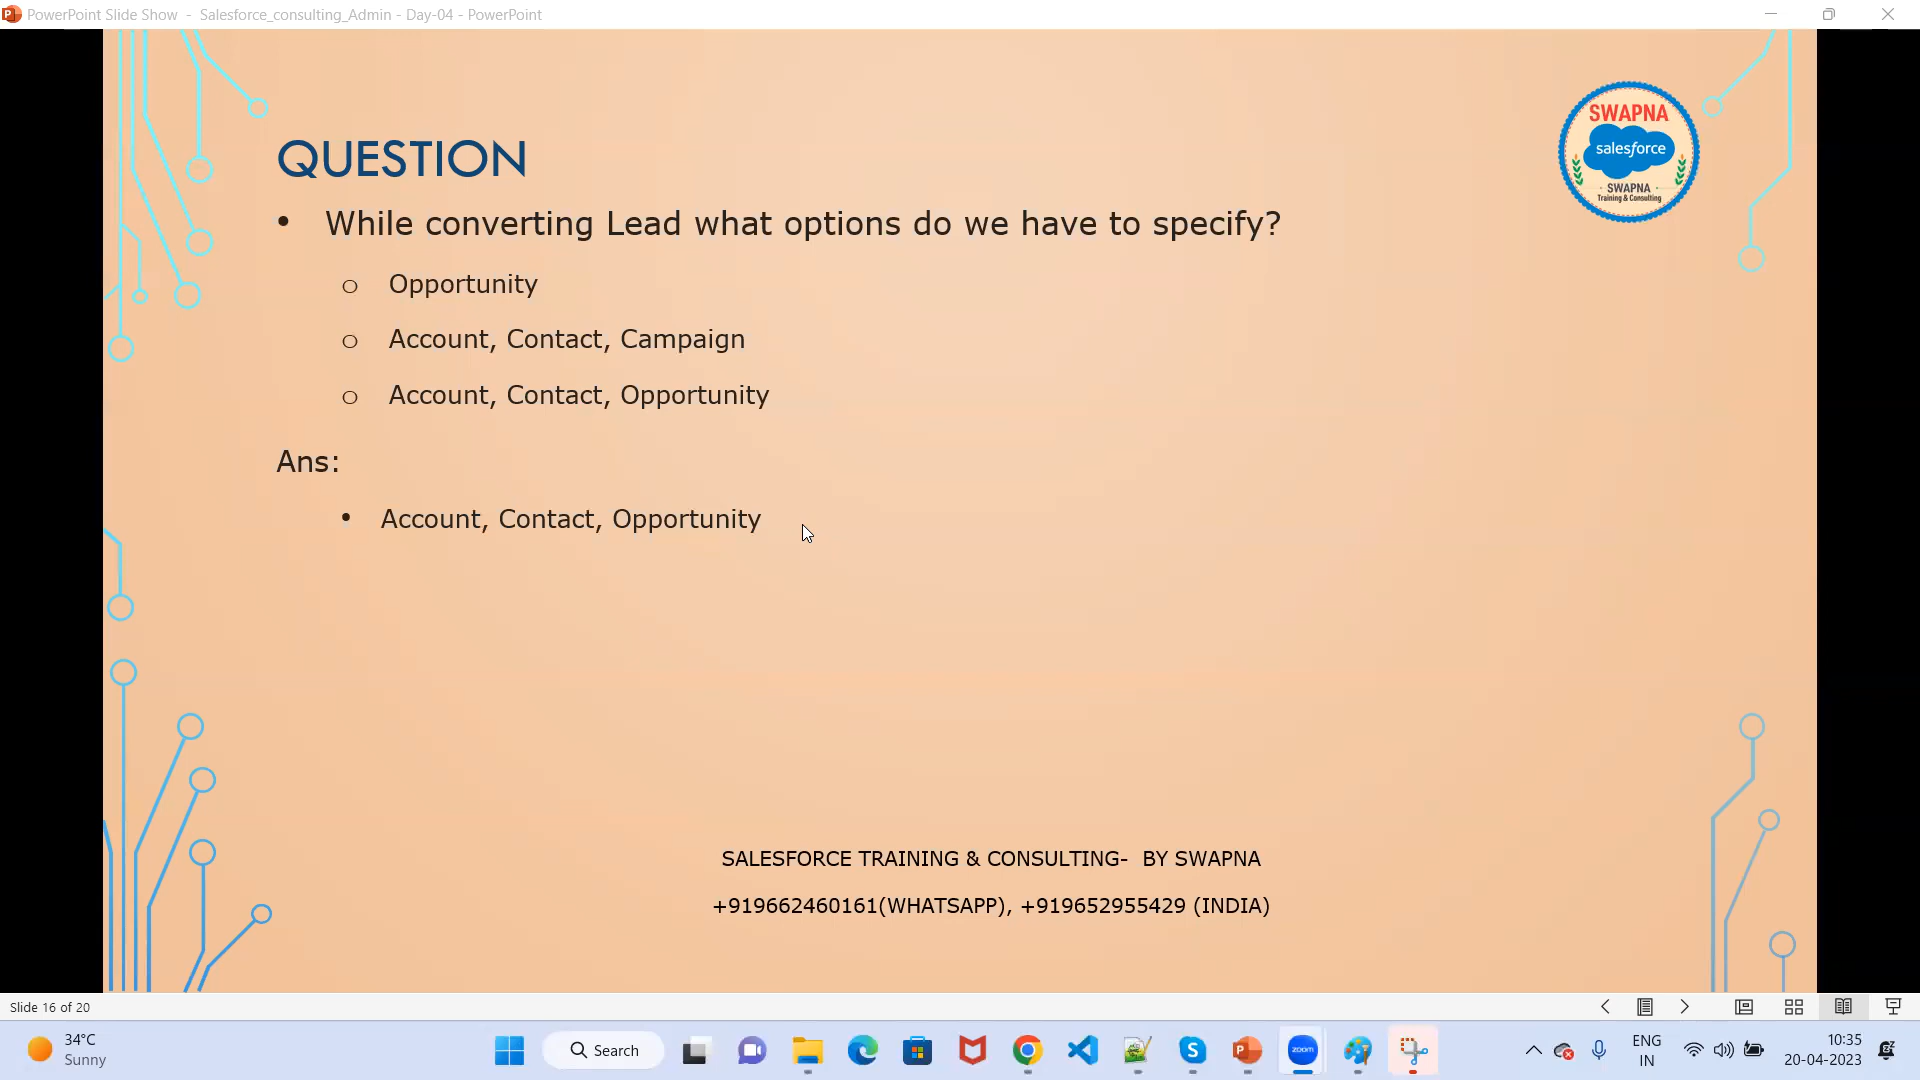 PowerPoint Slide Show - Salesforce_consulting_Admin - Day-04 - PowerPoint
SWAPNA
salesforce
SWAPNA
Training & Consulting
QUESTION
• While converting Lead what options do we have to specify?
o Opportunity
o Account, Contact, Campaign
o Account, Contact, Opportunity
Ans:
• Account, Contact, Opportunity
SALESFORCE TRAINING & CONSULTING- BY SWAPNA
+919662460161(WHATSAPP), +919652955429 (INDIA)
Slide 16 of 20
34°C
Sunny
Search
zoom
ENG
IN
10:35
20-04-2023